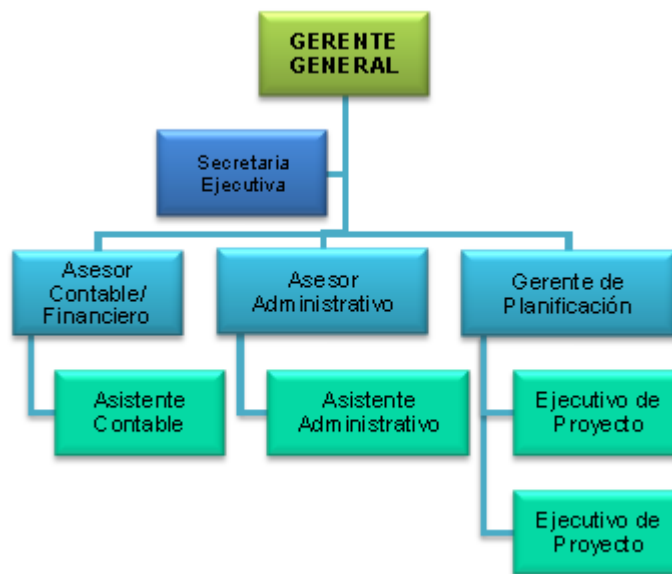 GERENTE
GENERAL
Secretaria
Ejecutiva
Asesor
Contable/
Financiero
Asesor
Administrativo
Gerente de
Planificación
Asistente
Contable
Asistente
Administrativo
Ejecutivo de
Proyecto
Ejecutivo de
Proyecto